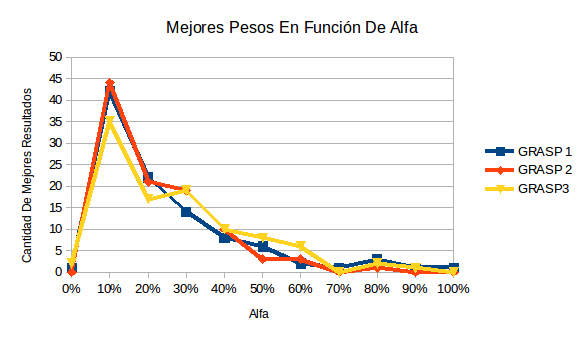 Mejores Pesos En Función De Alfa
Cantidad De Mejores Resultados
50
45
40
35
30
25
20
15
10
5
0
0% 10% 20% 30% 40% 50% 60% 70% 80% 90% 100%
Alfa
GRASP 1
GRASP 2
GRASP3